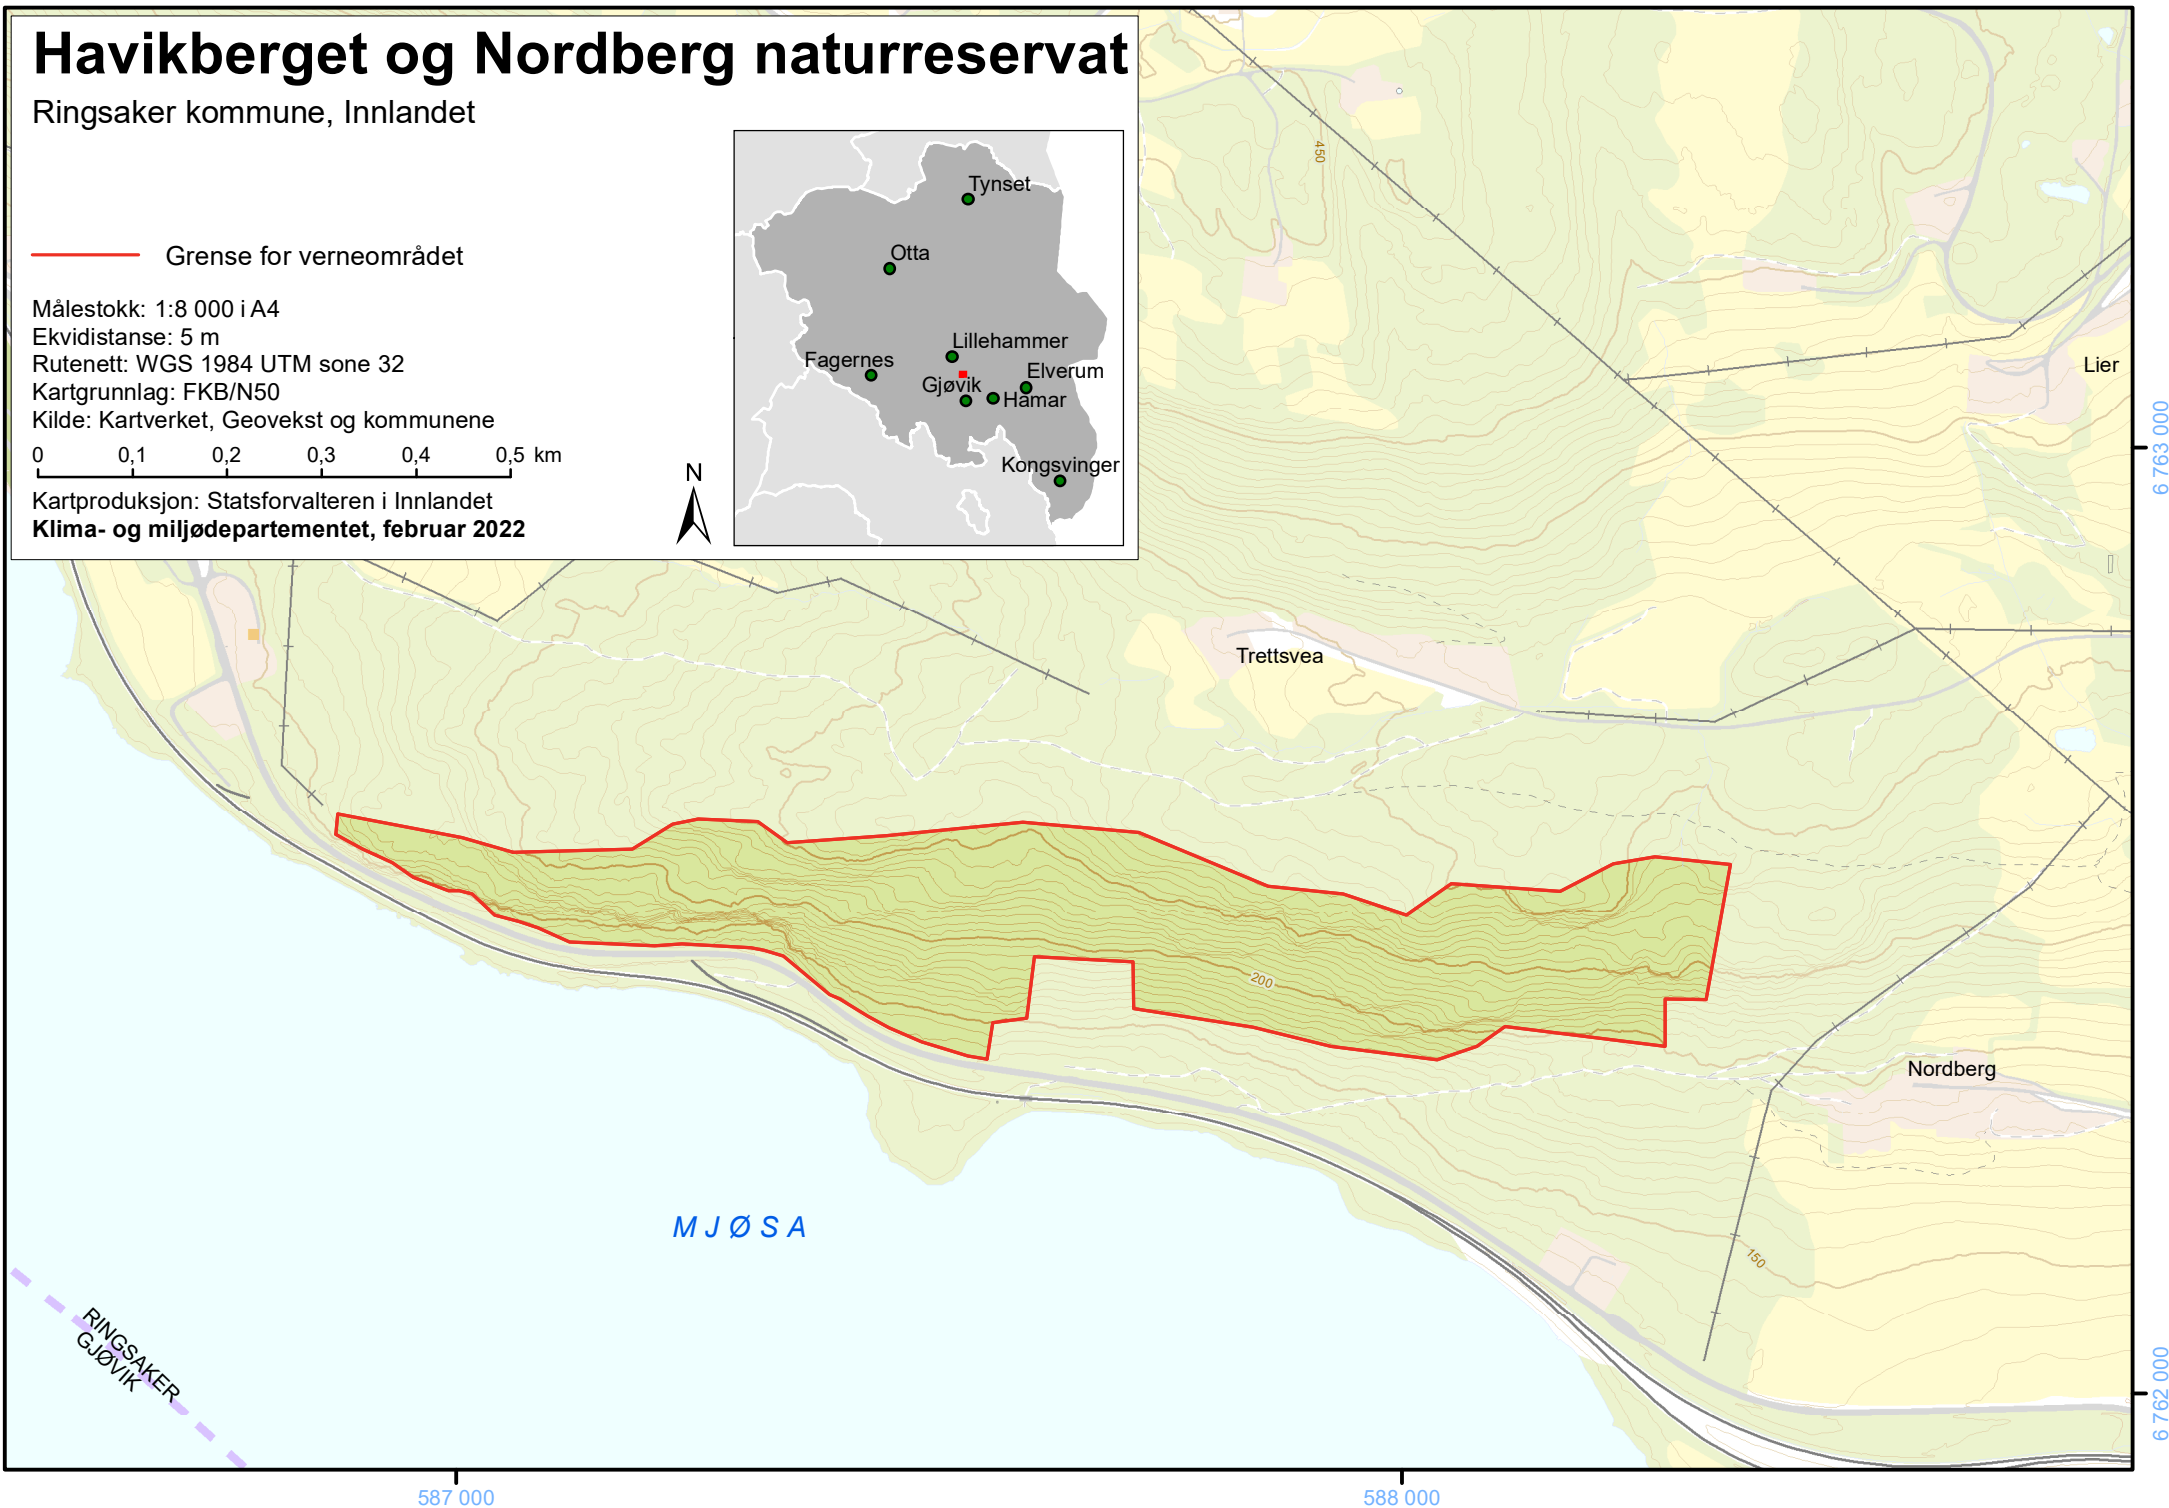 Havikberget og Nordberg naturreservat
Ringsaker kommune, Innlandet
Grense for verneområdet
Målestokk: 1:8 000 i A4
Ekvidistanse: 5 m
Rutenett: WGS 1984 UTM sone 32
Kartgrunnlag: FKB/N50
Kilde: Kartverket, Geovekst og kommunene
0 0,1 0,2 0,3 0,4 0,5 km
Kartproduksjon: Statsforvalteren i Innlandet
Klima- og miljødepartementet, februar 2022
N
Tynset
Otta
Lillehammer
Fagernes
Elverum
Gjøvik
Hamar
Kongsvinger
450
Lier
6 763 000
Trettsvea
200
Nordberg
MJØSA
150
RINGSAKER
GJØVIK
6 762 000
587 000
588 000